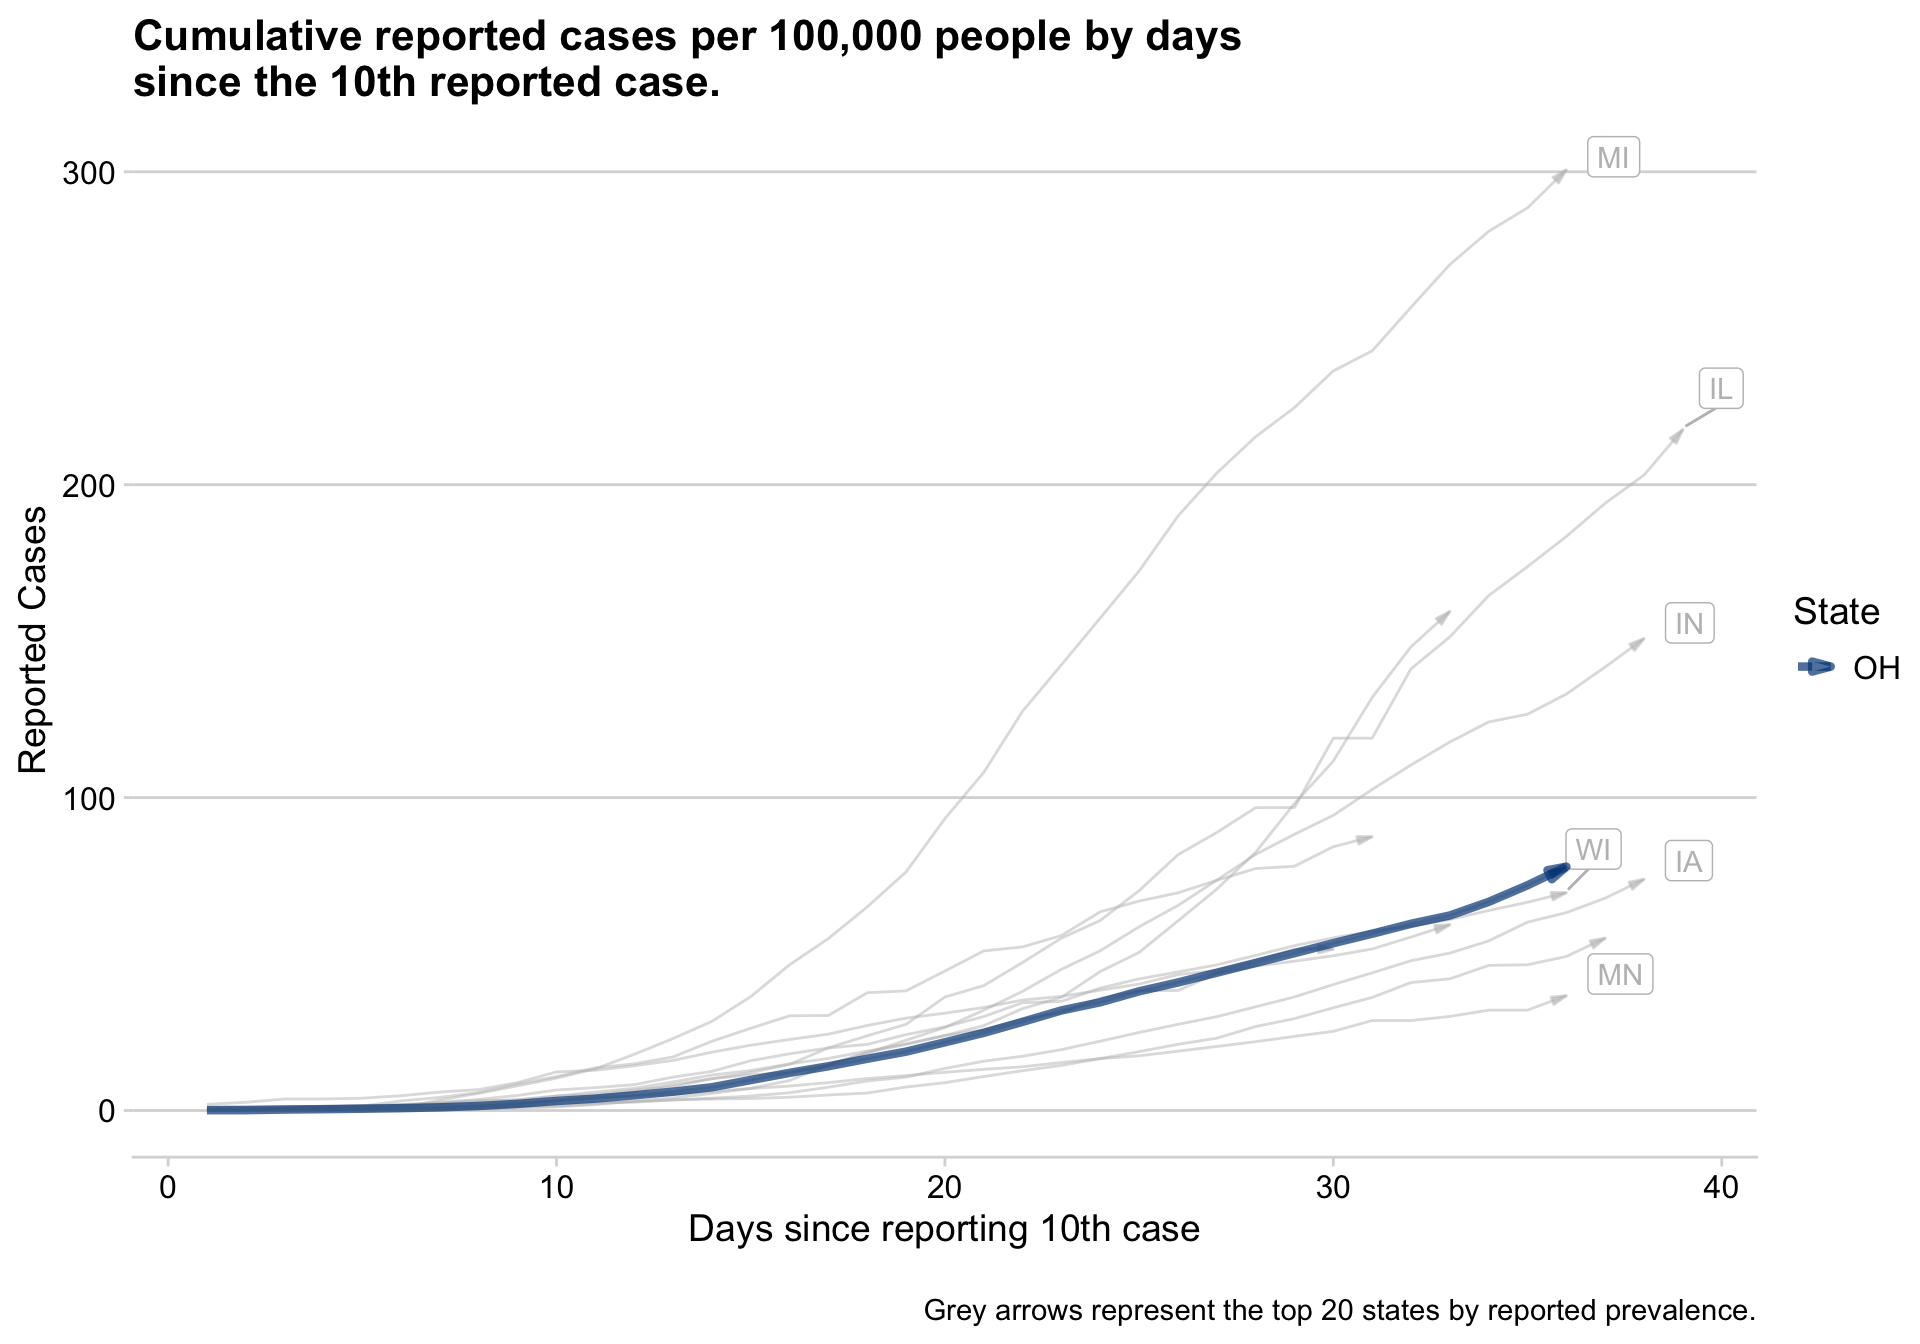 Cumulative reported cases per 100,000 people by days
since the 10th reported case.
300
200
100
0
Reported Cases
MI
IL
IN
WI
IA
MN
State
OH
0
10
20
30
40
Days since reporting 10th case
Grey arrows represent the top 20 states by reported prevalence.